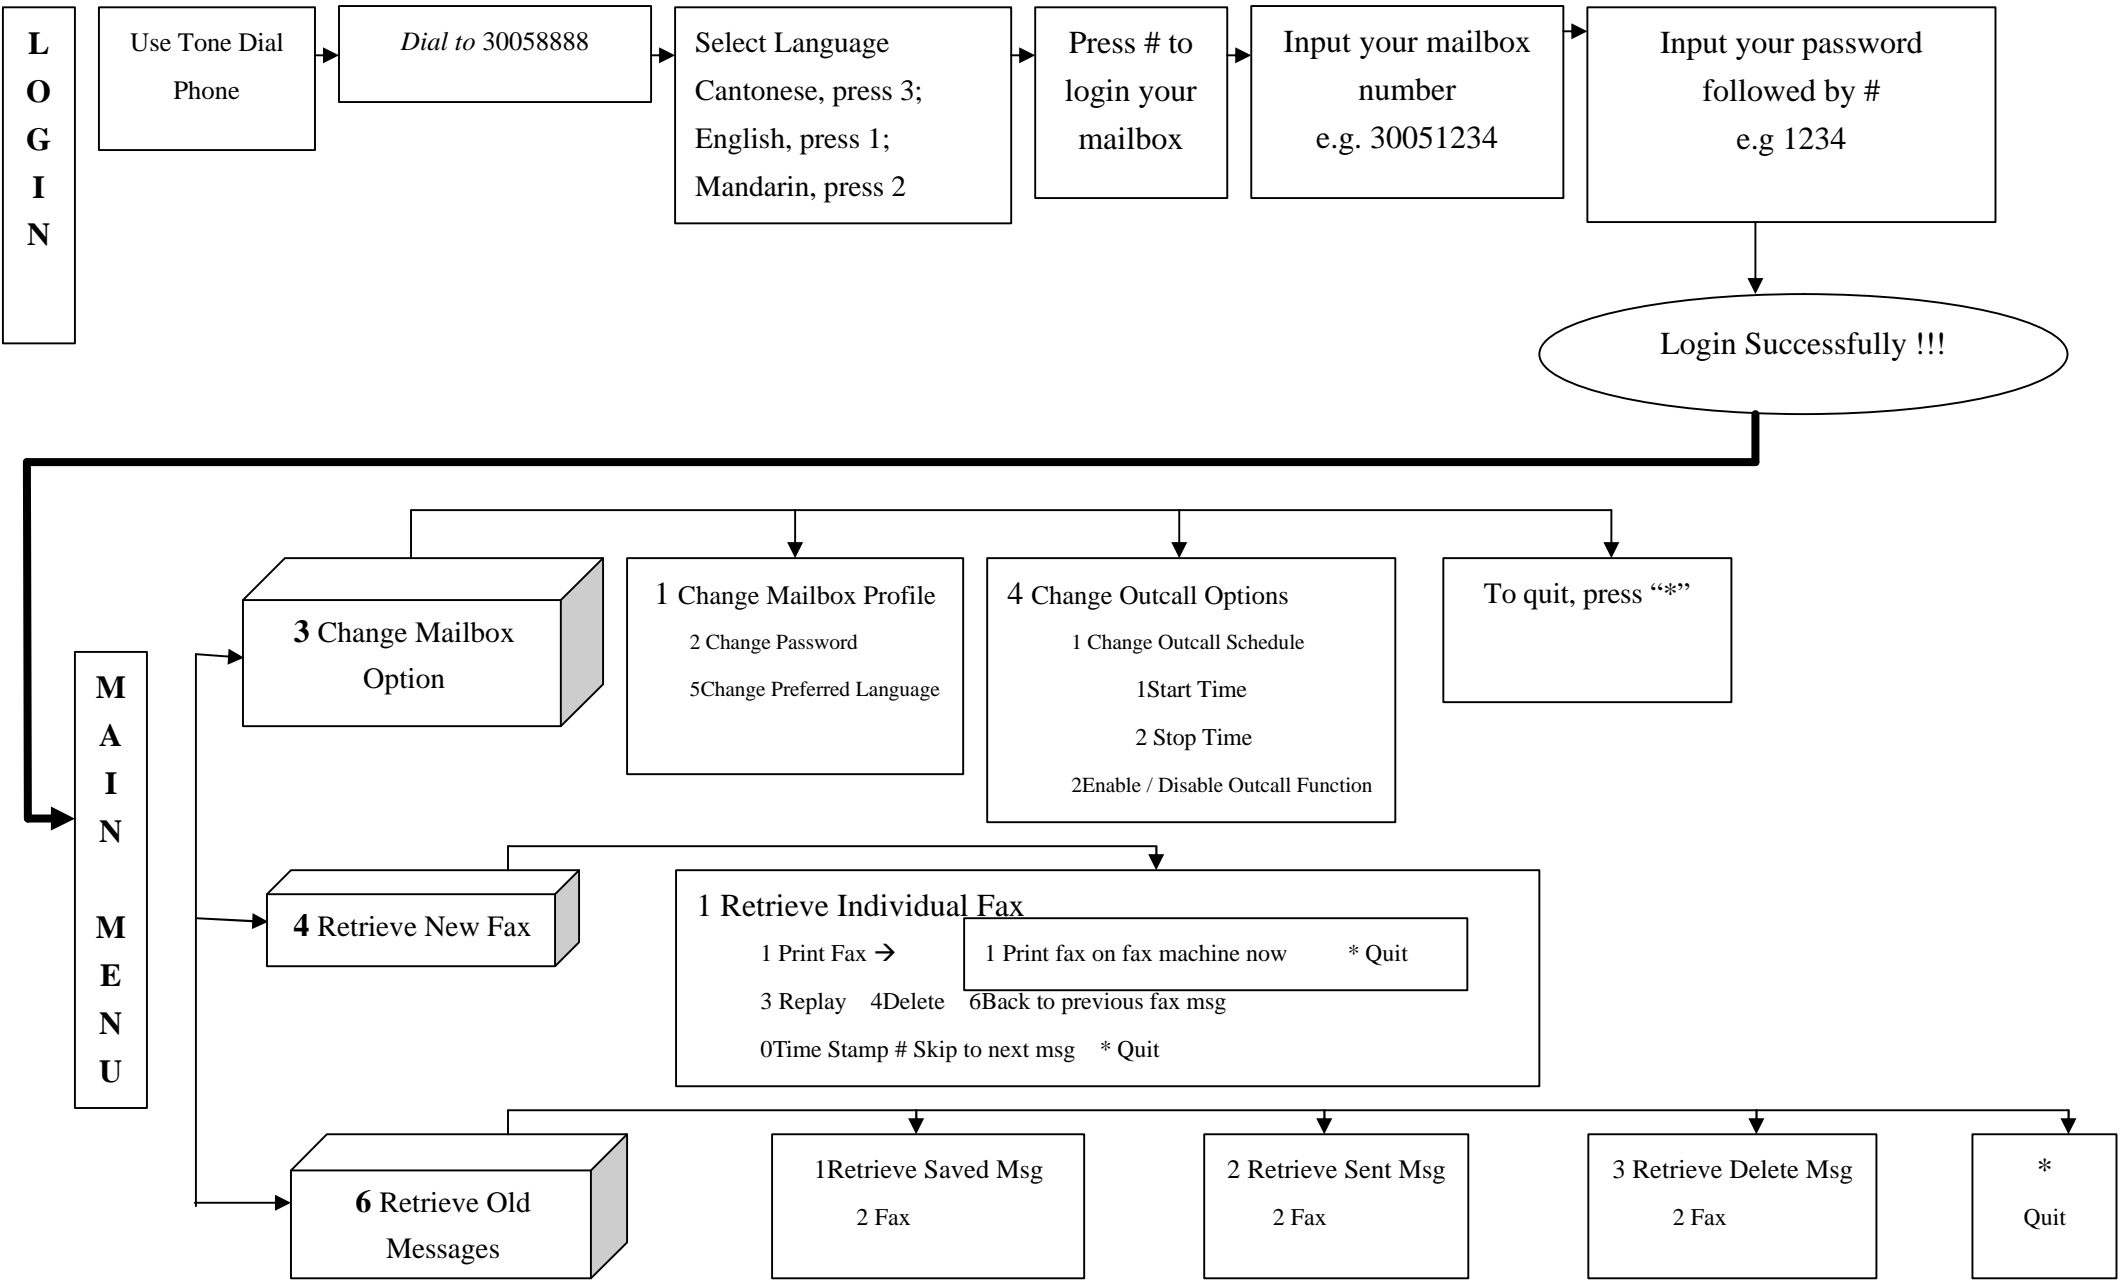 L
O
G
I
N
Use Tone Dial
Phone
Dial to 30058888
Select Language
Cantonese, press 3;
English, press 1;
Mandarin, press 2
Press # to
login your
mailbox
Input your mailbox
number
e.g. 30051234
Input your password
followed by #
e.g 1234
Login Successfully !!!
M
A
I
N
M
E
N
U
3 Change Mailbox
Option
1 Change Mailbox Profile
2 Change Password
5Change Preferred Language
4 Change Outcall Options
1 Change Outcall Schedule
1Start Time
2 Stop Time
2Enable / Disable Outcall Function
To quit, press “*”
4 Retrieve New Fax
1 Retrieve Individual Fax
1 Print Fax →
1 Print fax on fax machine now * Quit
3 Replay 4Delete 6Back to previous fax msg
0Time Stamp # Skip to next msg * Quit
6 Retrieve Old
Messages
1Retrieve Saved Msg
2 Fax
2 Retrieve Sent Msg
2 Fax
3 Retrieve Delete Msg
2 Fax
*
Quit